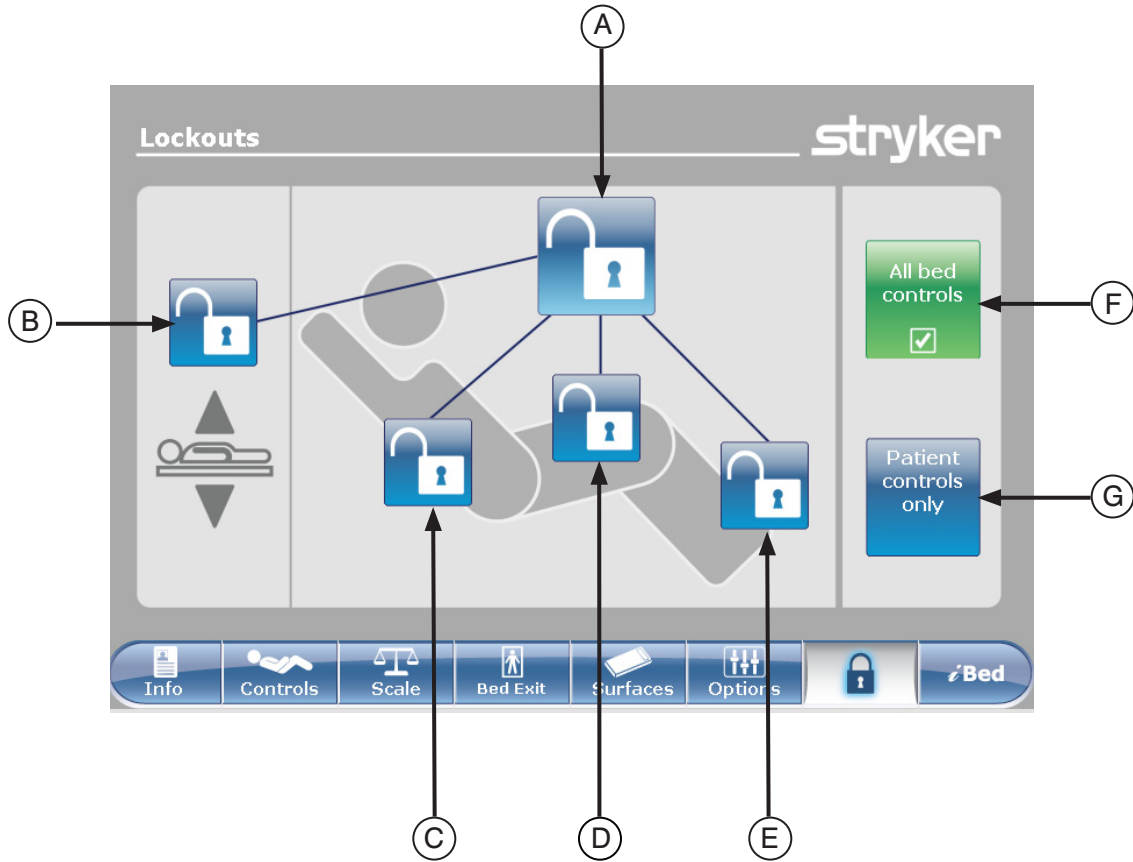 A
Lockouts
stryker
B
All bed
controls
F
Patient
controls
only
G
Info
Controls
Scale
Bed Exit
Surfaces
Options
iBed
C
D
E